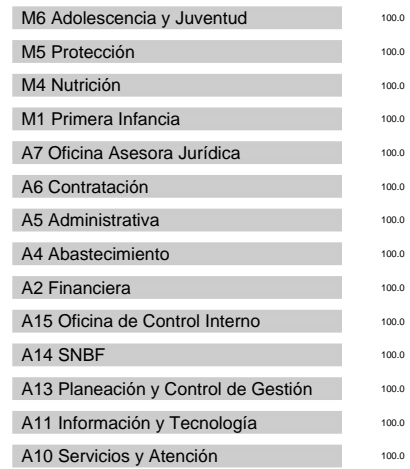 M6 Adolescencia y Juventud 100.0
M5 Protección 100.0
M4 Nutrición 100.0
M1 Primera Infancia 100.0
A7 Oficina Asesora Jurídica 100.0
A6 Contratación 100.0
A5 Administrativa 100.0
A4 Abastecimiento 100.0
A2 Financiera 100.0
A15 Oficina de Control Interno 100.0
A14 SNBF 100.0
A13 Planeación y Control de Gestión 100.0
A11 Información y Tecnología 100.0
A10 Servicios y Atención 100.0